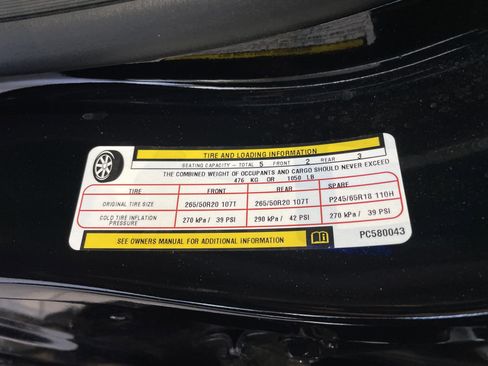 TIRE AND LOADING INFORMATION
SEATING CAPACITY - TOTAL 5 FRONT 2 REAR 3
THE COMBINED WEIGHT OF OCCUPANTS AND CARGO SHOULD NEVER EXCEED
476 KG OR 1050 LB
TIRE FRONT REAR SPARE
ORIGINAL TIRE SIZE 265/50R20 107T 265/50R20 107T P245/65R18 110H
COLD TIRE INFLATION PRESSURE 270 kPa / 39 PSI 290 kPa / 42 PSI 270 kPa / 39 PSI
SEE OWNERS MANUAL FOR ADDITIONAL INFORMATION
PC580043